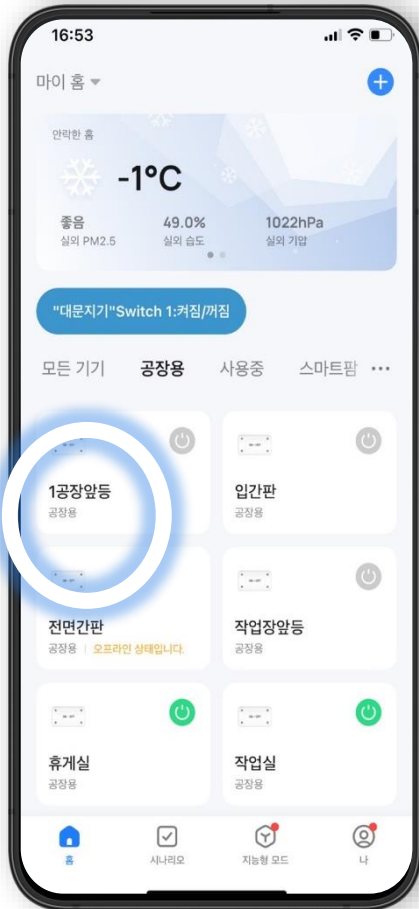 16:53
마이 홈
안락한 홈
-1°C
좋음 49.0% 1022hPa
실외 PM2.5 실외 습도 실외 기압
"대문지기"Switch 1:켜짐/꺼짐
모든 기기 공장용 사용중 스마트팜
1공장앞등 입간판
공장용 공장용
전면간판 작업장앞등
공장용 | 오프라인 상태입니다. 공장용
휴게실 작업실
공장용 공장용
홈 시나리오 지능형 모드 나